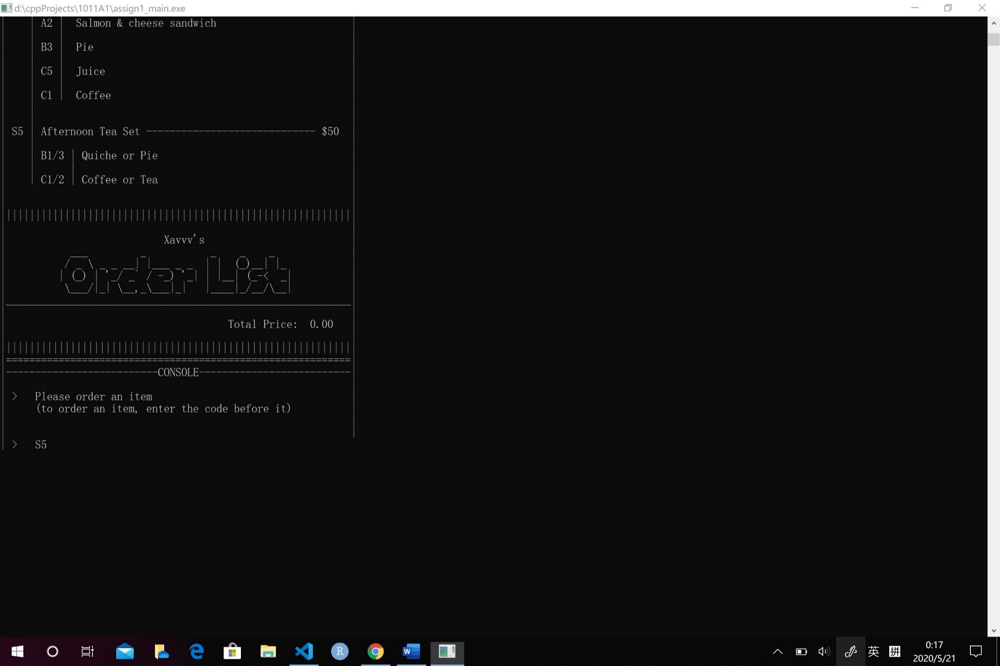 d:\cppProjects\1011A1\assign1_main.exe
A2 | Salmon & cheese sandwich
B3 | Pie
C5 | Juice
C1 | Coffee
S5 | Afternoon Tea Set ----------------------------- $50
B1/3 | Quiche or Pie
C1/2 | Coffee or Tea
Xavvv's
Order List
Total Price: 0.00
===========================================================
--------------------------CONSOLE--------------------------
> Please order an item
(to order an item, enter the code before it)
> S5
英 拼
0:17
2020/5/21